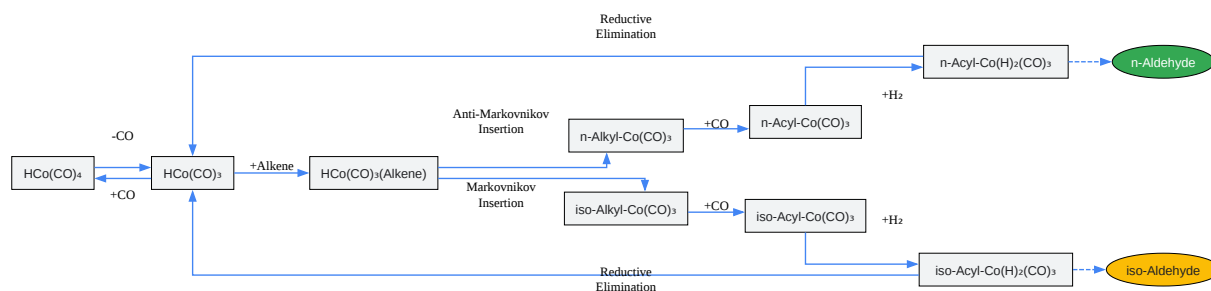 Reductive
Elimination
n-Acyl-Co(H)₂(CO)₃
n-Aldehyde
+H₂
Anti-Markovnikov
Insertion
n-Alkyl-Co(CO)₃
+CO
n-Acyl-Co(CO)₃
-CO
HCo(CO)₄
+CO
HCo(CO)₃
+Alkene
HCo(CO)₃(Alkene)
Markovnikov
Insertion
iso-Alkyl-Co(CO)₃
+CO
iso-Acyl-Co(CO)₃
+H₂
Reductive
Elimination
iso-Acyl-Co(H)₂(CO)₃
iso-Aldehyde